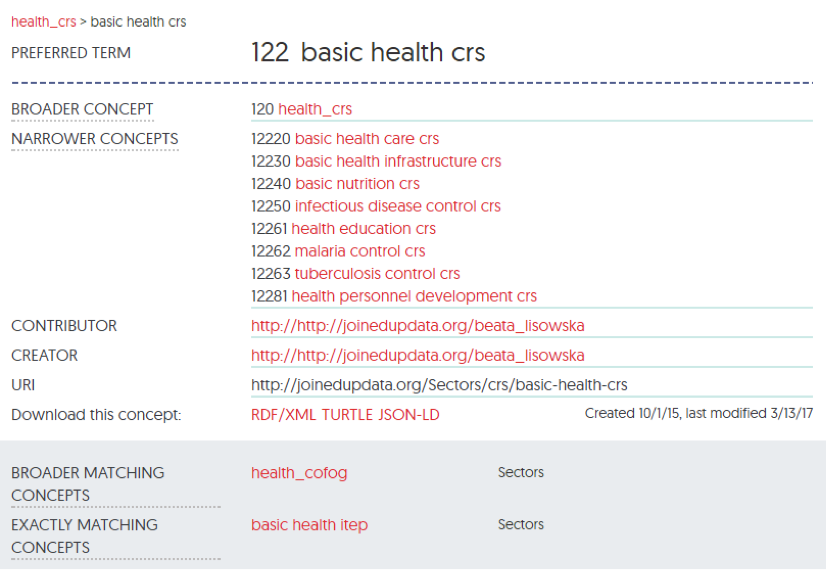 health_crs > basic health crs
PREFERRED TERM 122 basic health crs
BROADER CONCEPT 120 health_crs
NARROWER CONCEPTS 12220 basic health care crs
12230 basic health infrastructure crs
12240 basic nutrition crs
12250 infectious disease control crs
12261 health education crs
12262 malaria control crs
12263 tuberculosis control crs
12281 health personnel development crs
CONTRIBUTOR http://http://joinedupdata.org/beata_lisowska
CREATOR http://http://joinedupdata.org/beata_lisowska
URI http://joinedupdata.org/Sectors/crs/basic-health-crs
Download this concept: RDF/XML TURTLE JSON-LD Created 10/1/15, last modified 3/13/17
BROADER MATCHING CONCEPTS health_cofog Sectors
EXACTLY MATCHING CONCEPTS basic health itep Sectors